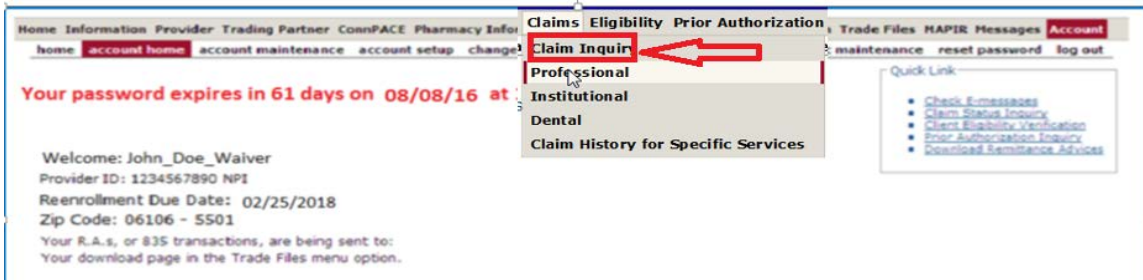 Home Information Provider Trading Partner ConnPACE Pharmacy Infor
Claims Eligibility Prior Authorization
Trade Files MAPIR Messages Account
home account home account maintenance account setup change
maintenance reset password log out
Claim Inquiry
Professional
Institutional
Dental
Claim History for Specific Services
Quick Link
Check E-messages
Claim Status Inquiry
Client Eligibility Verification
Prior Authorization Inquiry
Download Remittance Advices
Your password expires in 61 days on 08/08/16 at
Welcome: John_Doe_Waiver
Provider ID: 1234567890 NPI
Reenrollment Due Date: 02/25/2018
Zip Code: 06106 - 5501
Your R.A.s, or 835 transactions, are being sent to:
Your download page in the Trade Files menu option.